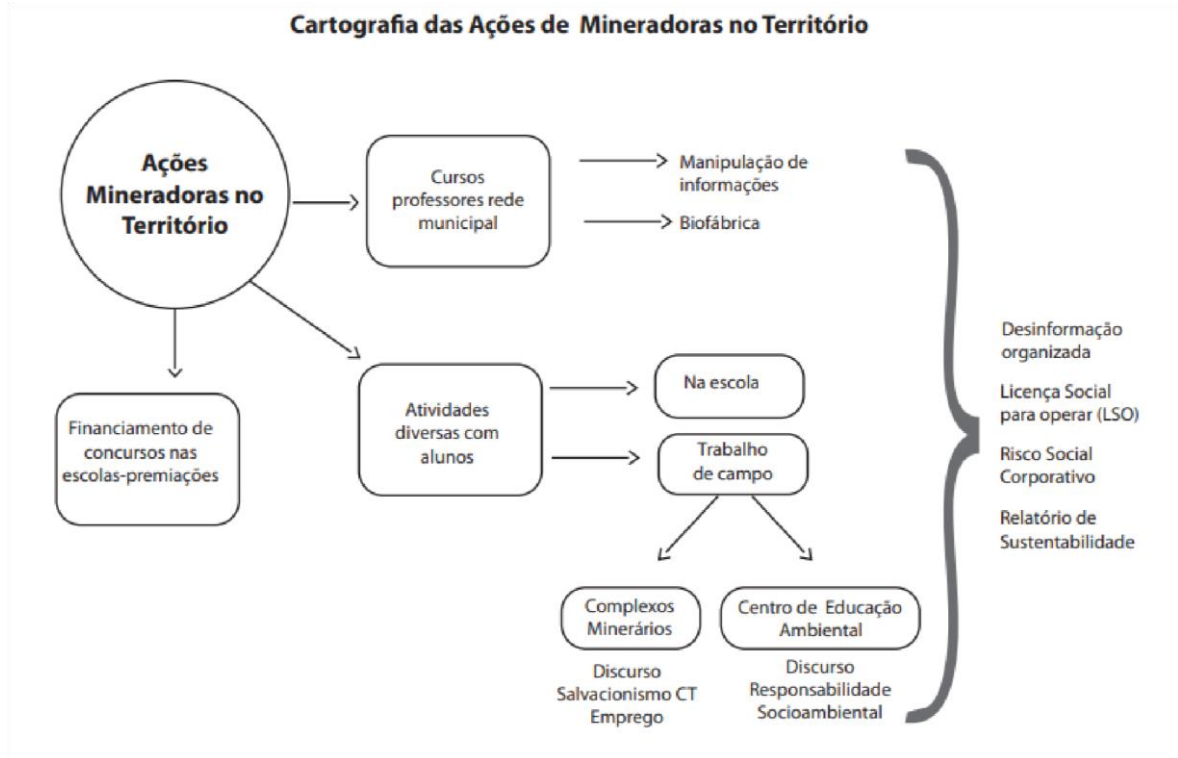 Cartografia das Ações de Mineradoras no Território
Ações
Mineradoras no
Território
Cursos
professores rede
municipal
Manipulação de
informações
Biofábrica
Financiamento de
concursos nas
escolas-premiações
Atividades
diversas com
alunos
Na escola
Trabalho
de campo
Complexos
Minerários
Discurso
Salvacionismo CT
Emprego
Centro de Educação
Ambiental
Discurso
Responsabilidade
Socioambiental
Desinformação
organizada
Licença Social
para operar (LSO)
Risco Social
Corporativo
Relatório de
Sustentabilidade